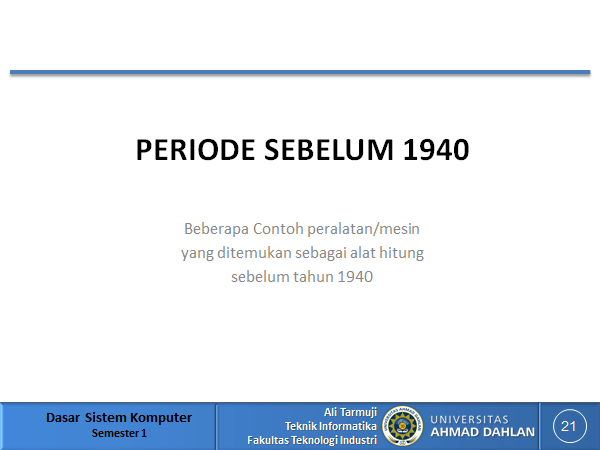 PERIODE SEBELUM 1940
Beberapa Contoh peralatan/mesin
yang ditemukan sebagai alat hitung
sebelum tahun 1940
Dasar Sistem Komputer
Semester 1
Ali Tarmuji
Teknik Informatika
Fakultas Teknologi Industri
UNIVERSITAS
AHMAD DAHLAN
21